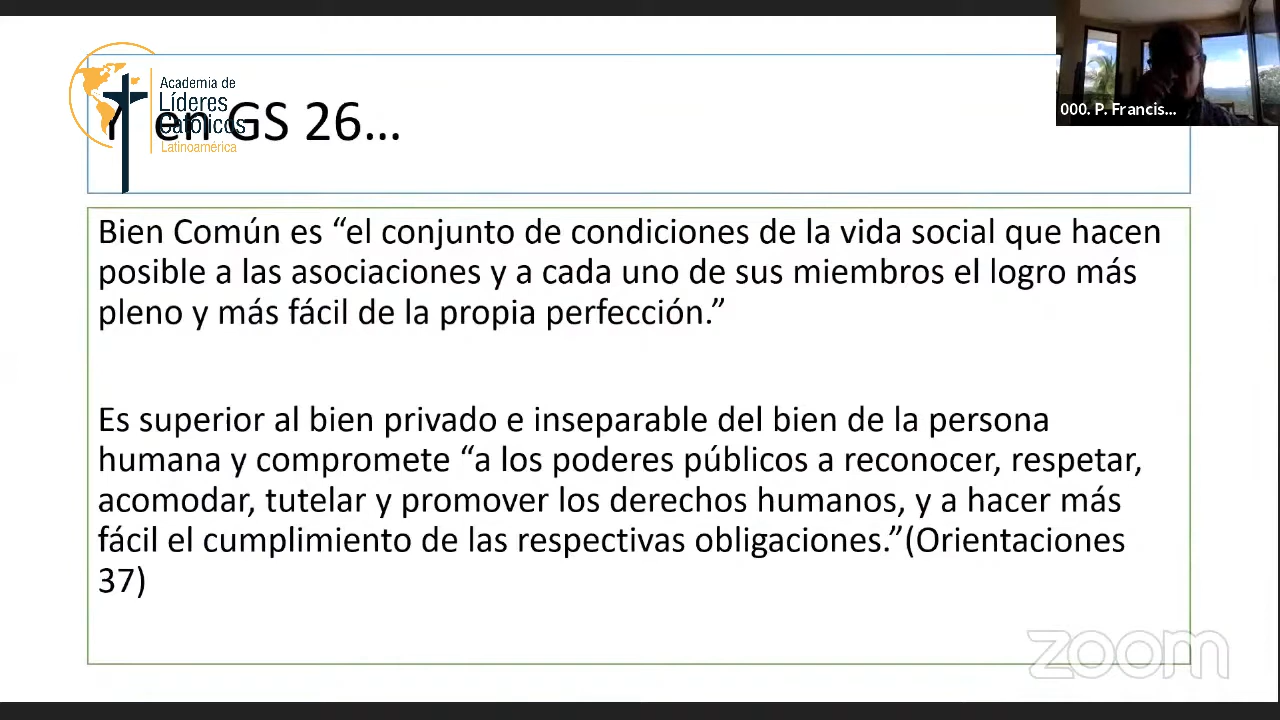 Academia de
Líderes
Católicos
Latinoamérica
Y en GS 26…
000. P. Francis...
Bien Común es “el conjunto de condiciones de la vida social que hacen
posible a las asociaciones y a cada uno de sus miembros el logro más
pleno y más fácil de la propia perfección.”
Es superior al bien privado e inseparable del bien de la persona
humana y compromete “a los poderes públicos a reconocer, respetar,
acomodar, tutelar y promover los derechos humanos, y a hacer más
fácil el cumplimiento de las respectivas obligaciones.”(Orientaciones
37)
zoom